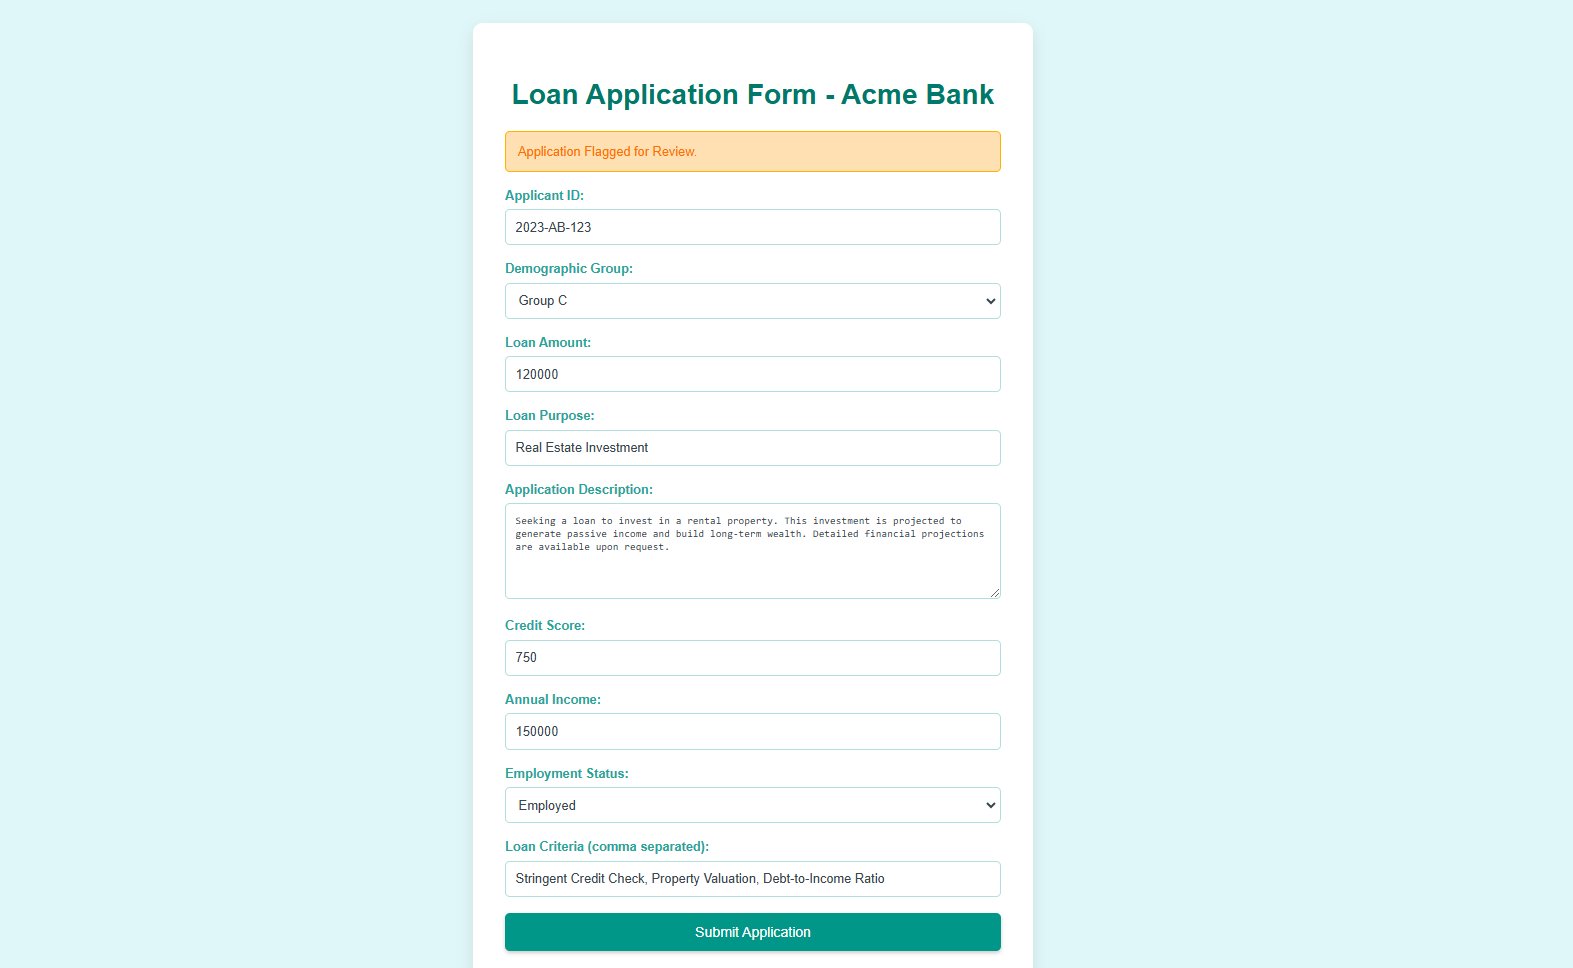 Loan Application Form - Acme Bank
Application Flagged for Review.
Applicant ID:
2023-AB-123
Demographic Group:
Group C
Loan Amount:
120000
Loan Purpose:
Real Estate Investment
Application Description:
Seeking a loan to invest in a rental property. This investment is projected to
generate passive income and build long-term wealth. Detailed financial projections
are available upon request.
Credit Score:
750
Annual Income:
150000
Employment Status:
Employed
Loan Criteria (comma separated):
Stringent Credit Check, Property Valuation, Debt-to-Income Ratio
Submit Application